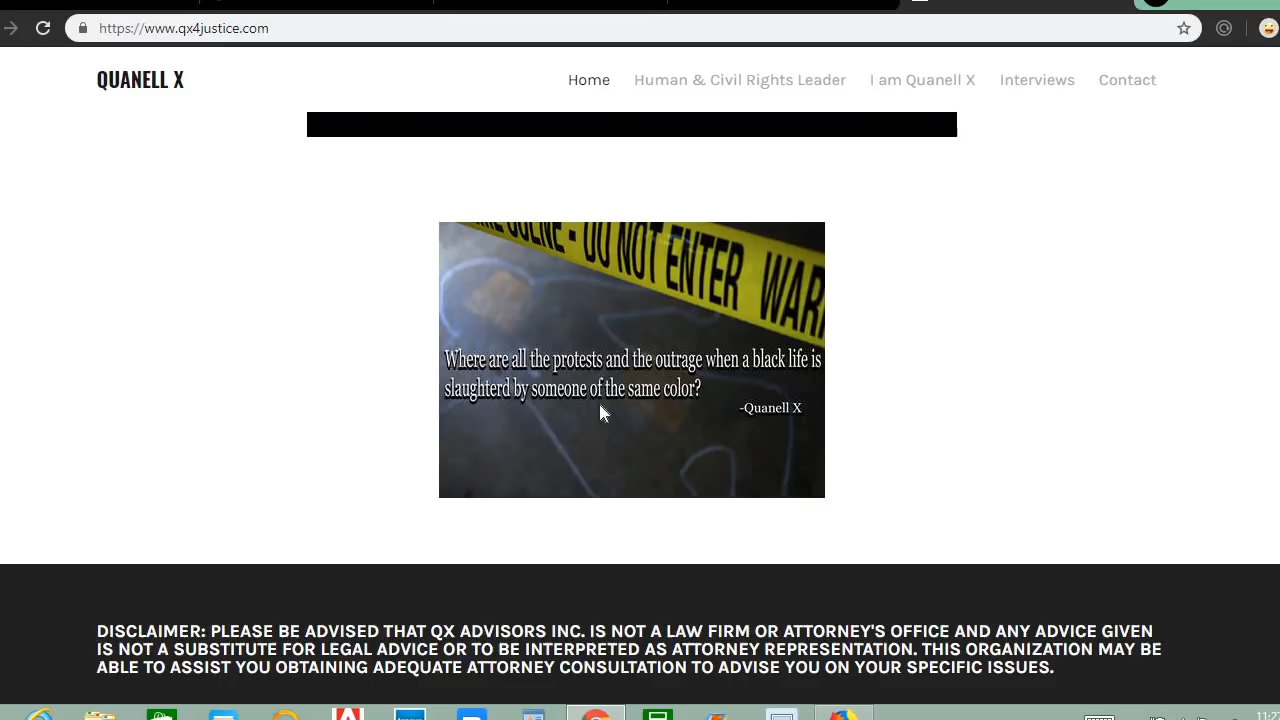 https://www.qx4justice.com
QUANELL X
Home
Human & Civil Rights Leader
I am Quanell X
Interviews
Contact
DO NOT ENTER
Where are all the protests and the outrage when a black life is
slaughterd by someone of the same color?
-Quanell X
DISCLAIMER: PLEASE BE ADVISED THAT QX ADVISORS INC. IS NOT A LAW FIRM OR ATTORNEY'S OFFICE AND ANY ADVICE GIVEN
IS NOT A SUBSTITUTE FOR LEGAL ADVICE OR TO BE INTERPRETED AS ATTORNEY REPRESENTATION. THIS ORGANIZATION MAY BE
ABLE TO ASSIST YOU OBTAINING ADEQUATE ATTORNEY CONSULTATION TO ADVISE YOU ON YOUR SPECIFIC ISSUES.